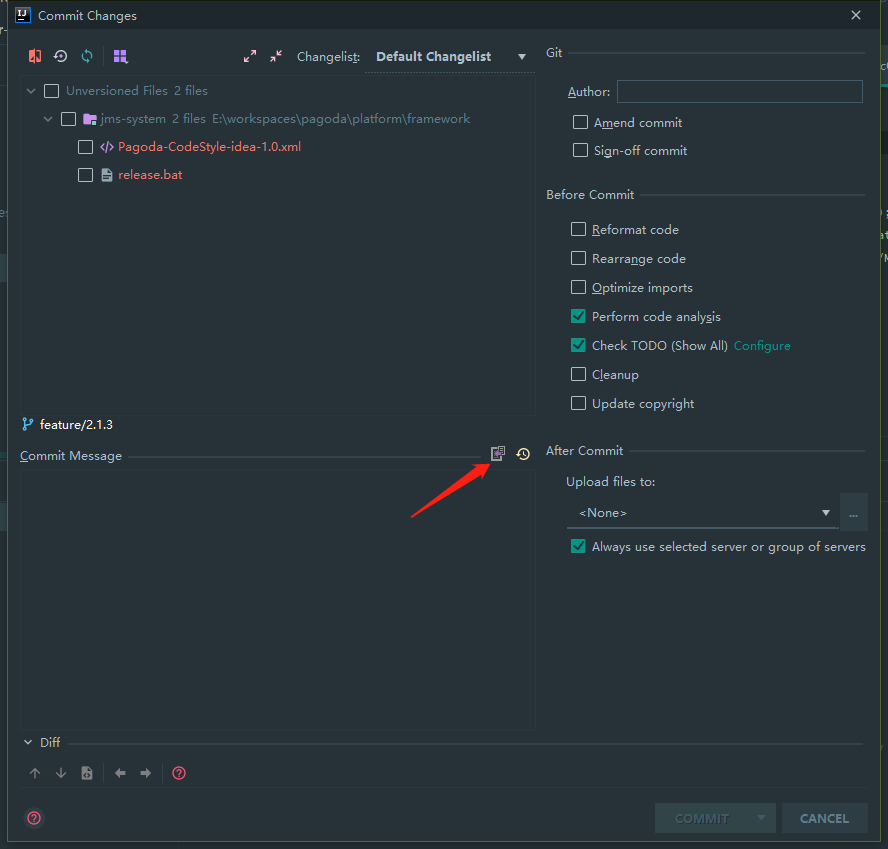 Commit Changes
Changelist: Default Changelist
Unversioned Files 2 files
jms-system 2 files E:\workspaces\pagoda\platform\framework
Pagoda-CodeStyle-idea-1.0.xml
release.bat
feature/2.1.3
Commit Message
Diff
Git
Author:
Amend commit
Sign-off commit
Before Commit
Reformat code
Rearrange code
Optimize imports
Perform code analysis
Check TODO (Show All) Configure
Cleanup
Update copyright
After Commit
Upload files to:
<None>
...
Always use selected server or group of servers
COMMIT
CANCEL